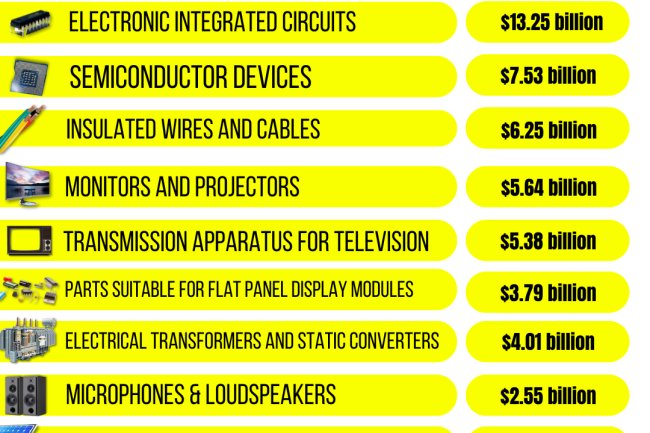 ELECTRONIC INTEGRATED CIRCUITS $13.25 billion
SEMICONDUCTOR DEVICES $7.53 billion
INSULATED WIRES AND CABLES $6.25 billion
MONITORS AND PROJECTORS $5.64 billion
TRANSMISSION APPARATUS FOR TELEVISION $5.38 billion
PARTS SUITABLE FOR FLAT PANEL DISPLAY MODULES $3.79 billion
ELECTRICAL TRANSFORMERS AND STATIC CONVERTERS $4.01 billion
MICROPHONES & LOUDSPEAKERS $2.55 billion